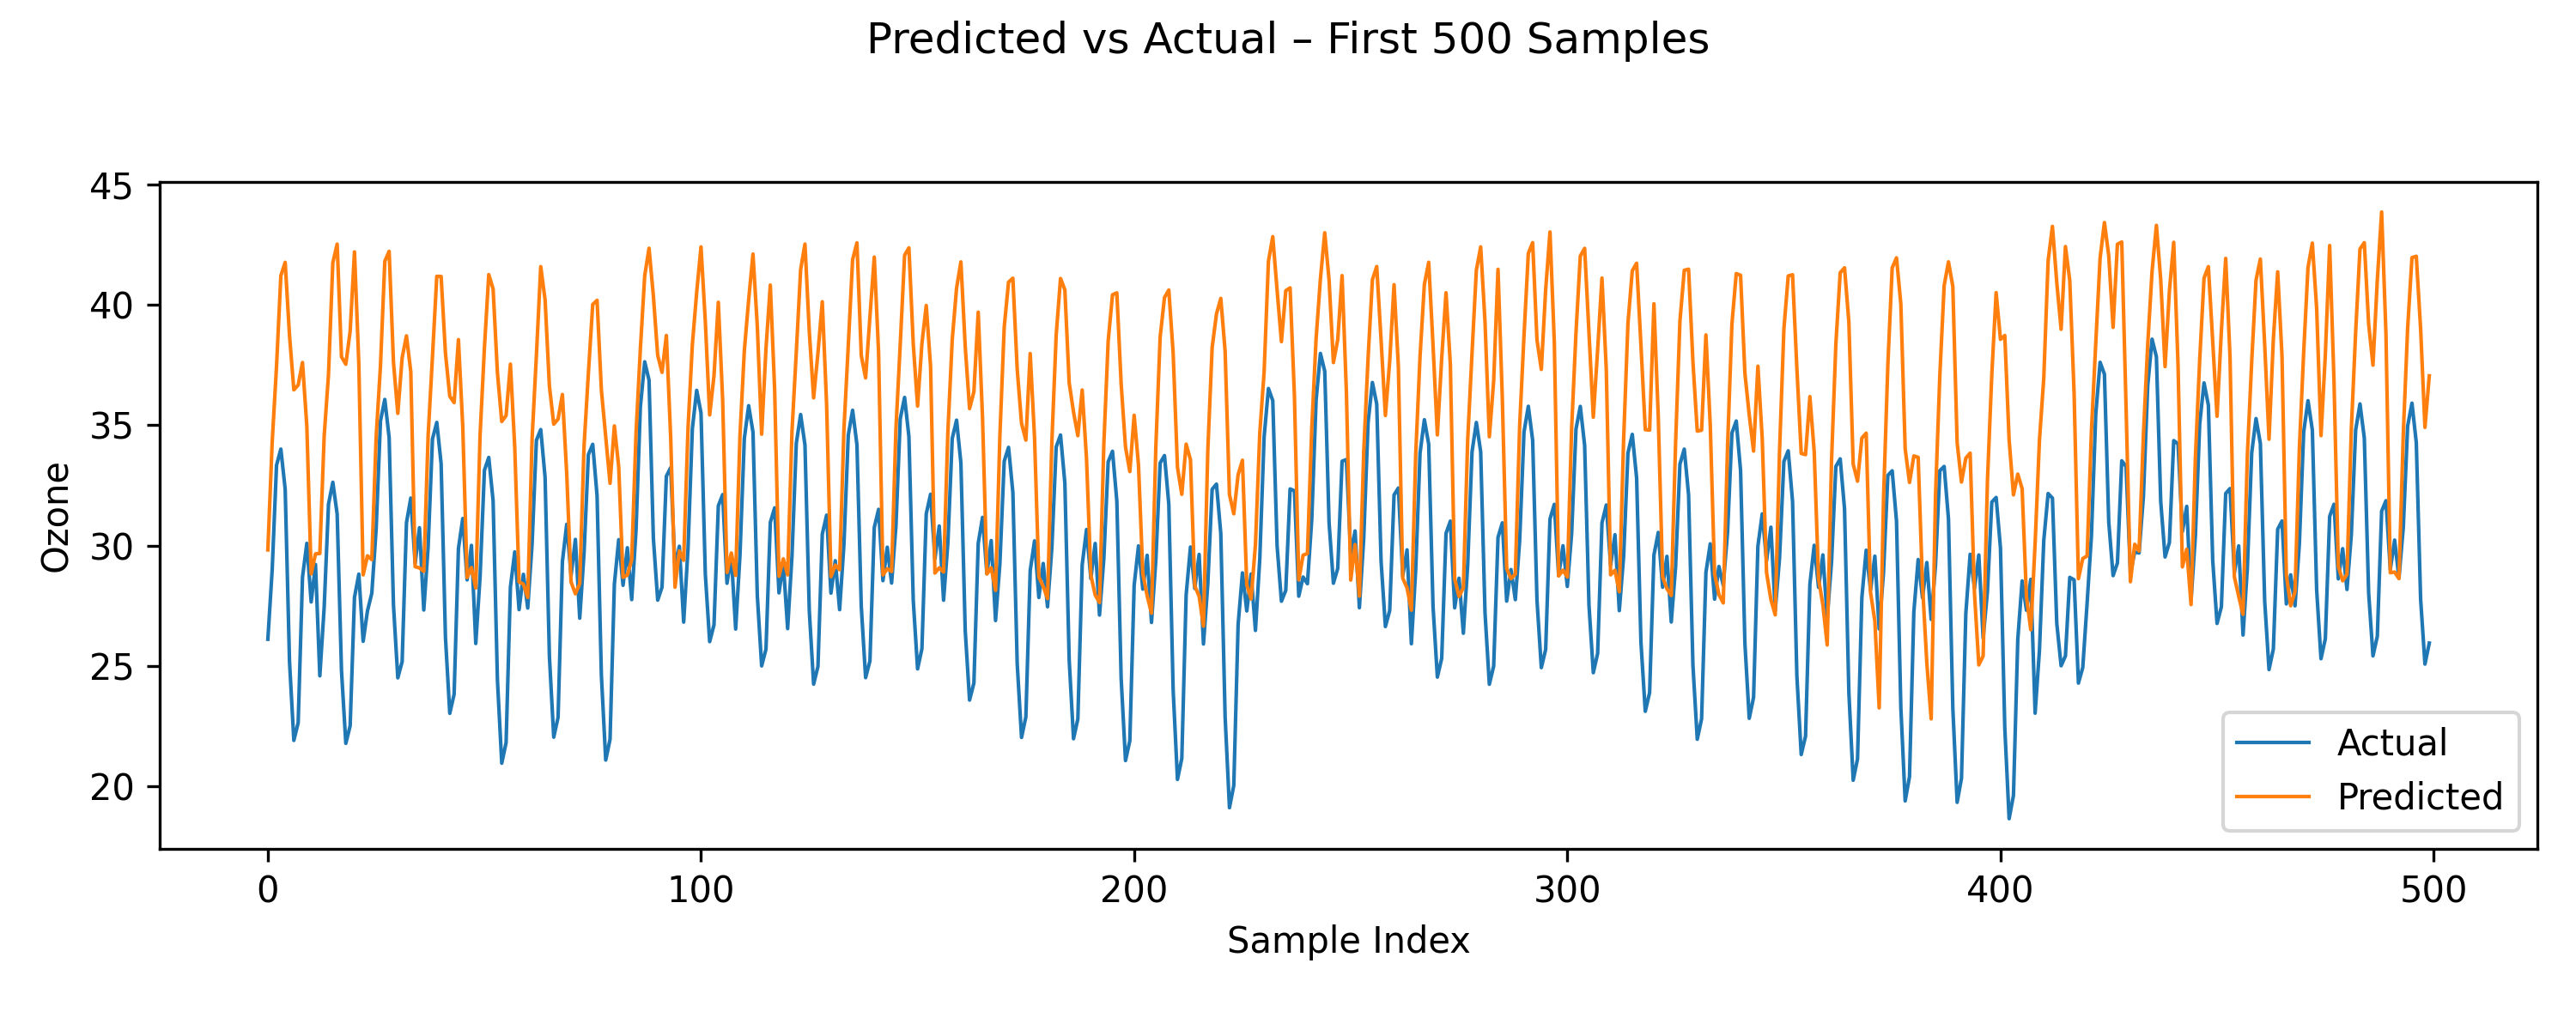 Predicted vs Actual – First 500 Samples
45
40
35
30
25
20
Ozone
0 100 200 300 400 500
Sample Index
Actual
Predicted